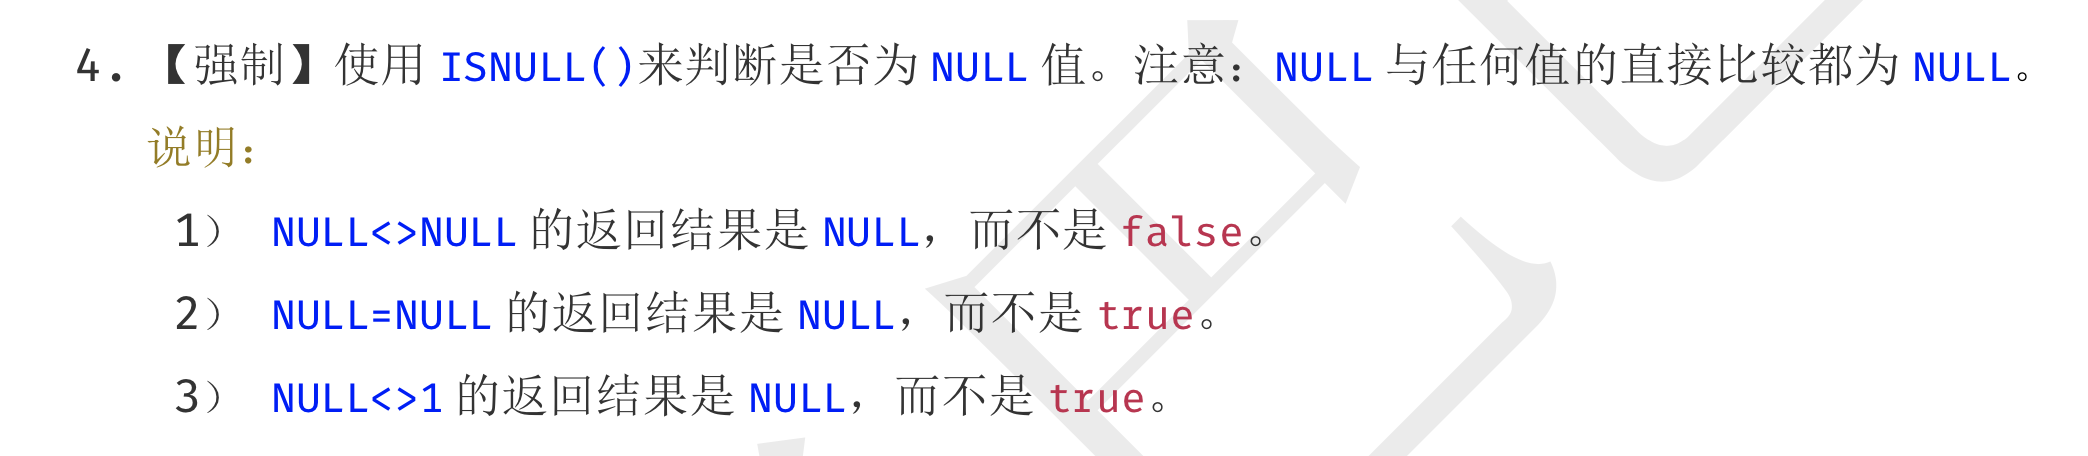 4. 【强制】使用 ISNULL()来判断是否为 NULL 值。注意：NULL 与任何值的直接比较都为 NULL。
说明：
1） NULL<>NULL 的返回结果是 NULL，而不是 false。
2） NULL=NULL 的返回结果是 NULL，而不是 true。
3） NULL<>1 的返回结果是 NULL，而不是 true。